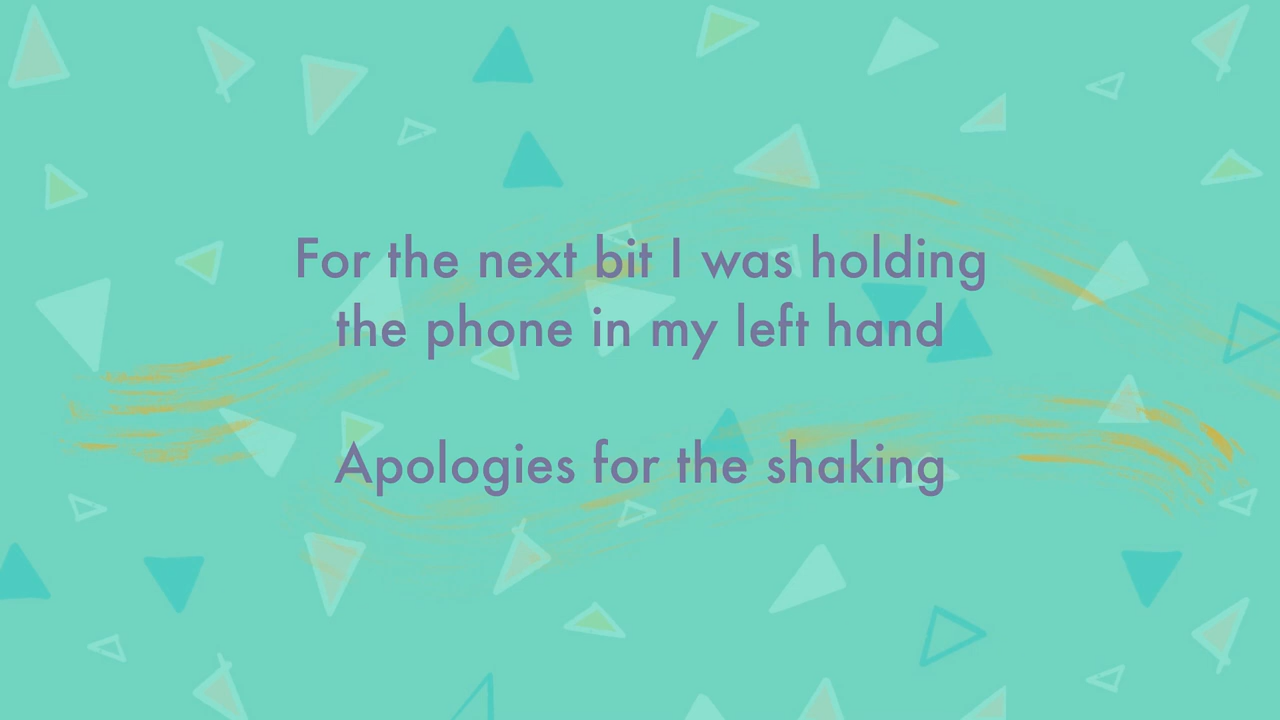 For the next bit I was holding
the phone in my left hand
Apologies for the shaking